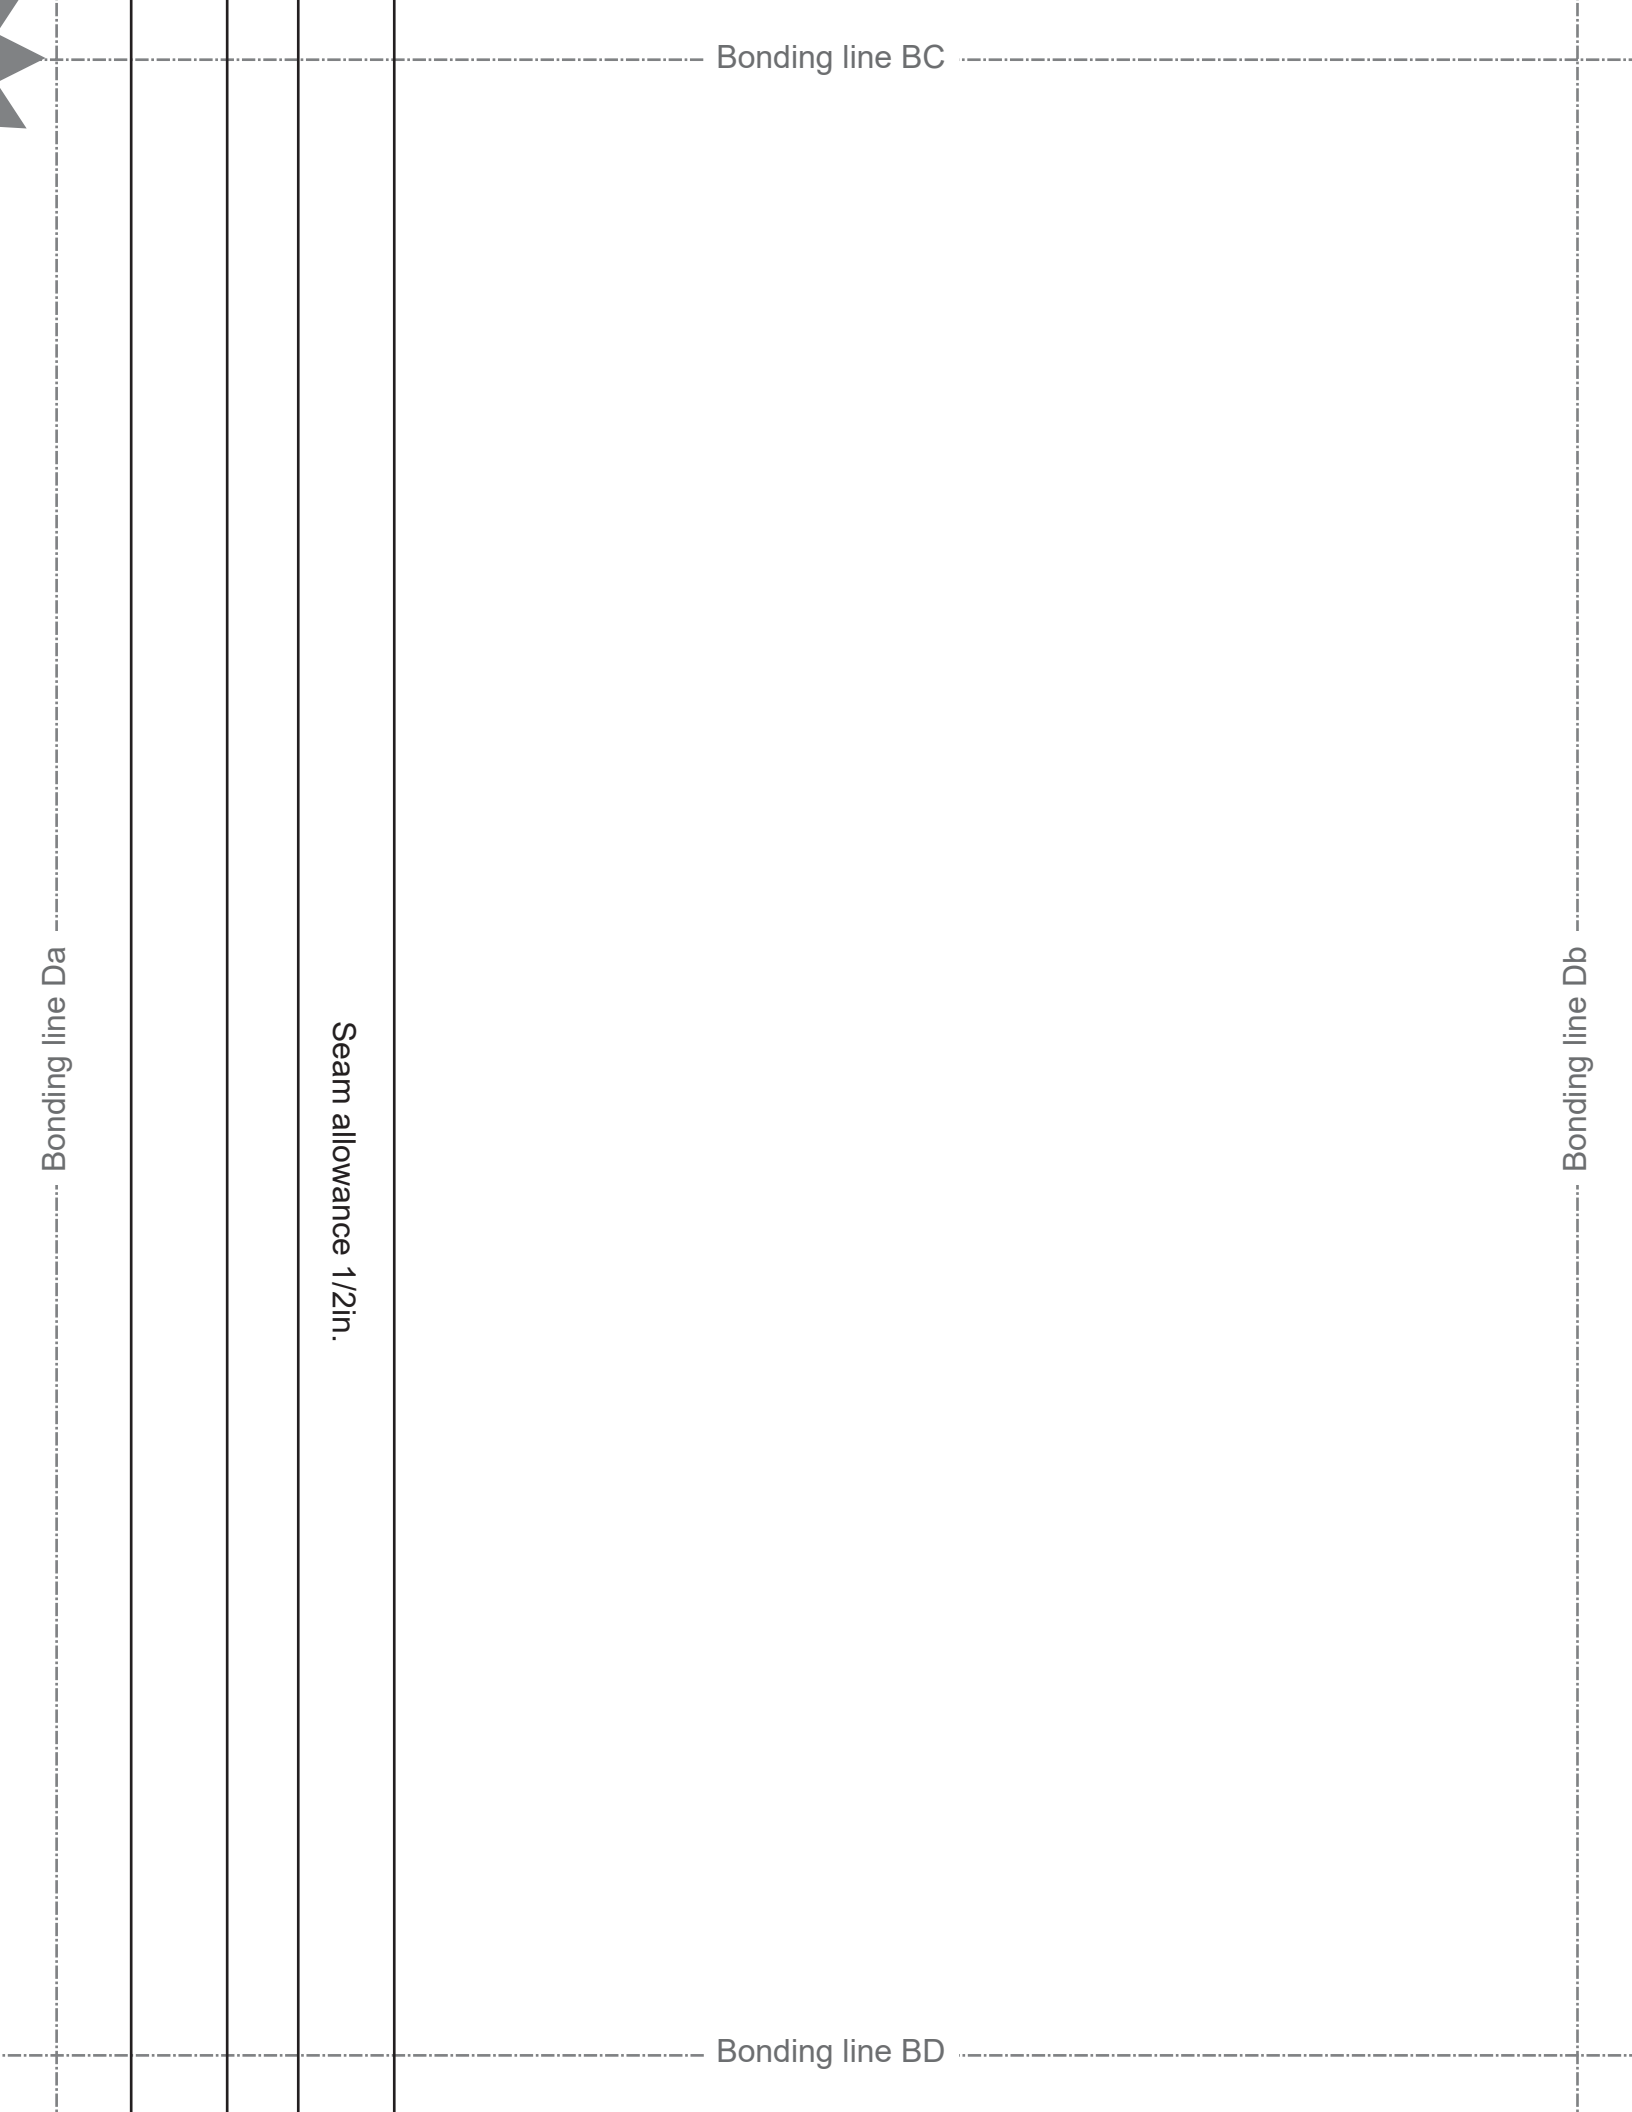 Bonding line BC
Bonding line Da
Seam allowance 1/2in.
Bonding line Db
Bonding line BD